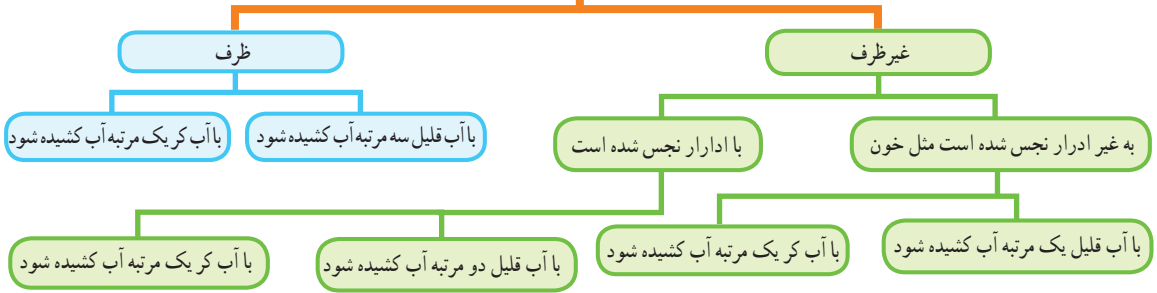 غیرظرف
ظرف
به غیر ادرار نجس شده است مثل خون
با ادارار نجس شده است
با آب قلیل سه مرتبه آب کشیده شود
با آب کر یک مرتبه آب کشیده شود
با آب قلیل یک مرتبه آب کشیده شود
با آب کر یک مرتبه آب کشیده شود
با آب قلیل دو مرتبه آب کشیده شود
با آب کر یک مرتبه آب کشیده شود